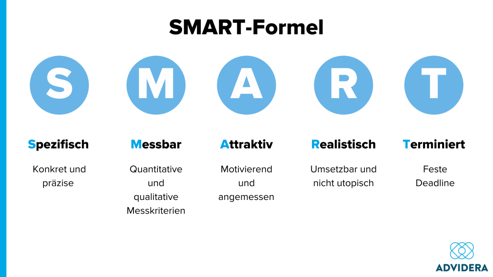 SMART-Formel
S M A R T
Spezifisch
Konkret und
präzise
Messbar
Quantitative
und
qualitative
Messkriterien
Attraktiv
Motivierend
und
angemessen
Realistisch
Umsetzbar und
nicht utopisch
Terminiert
Feste
Deadline
ADVIDERA